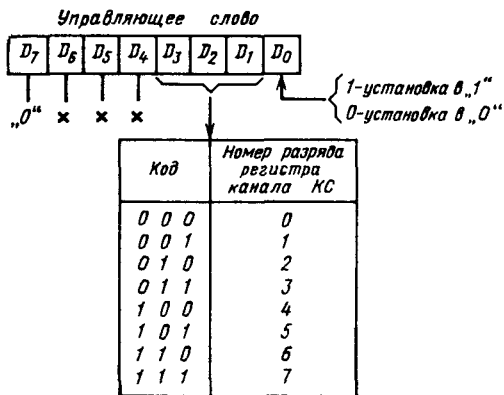 Управляющее слово
D7 D6 D5 D4 D3 D2 D1 D0
„0“ × × ×
1-установка в „1“
0-установка в „0“
Код
Номер разряда
регистра
канала КС
0 0 0 0
0 0 1 1
0 1 0 2
0 1 1 3
1 0 0 4
1 0 1 5
1 1 0 6
1 1 1 7